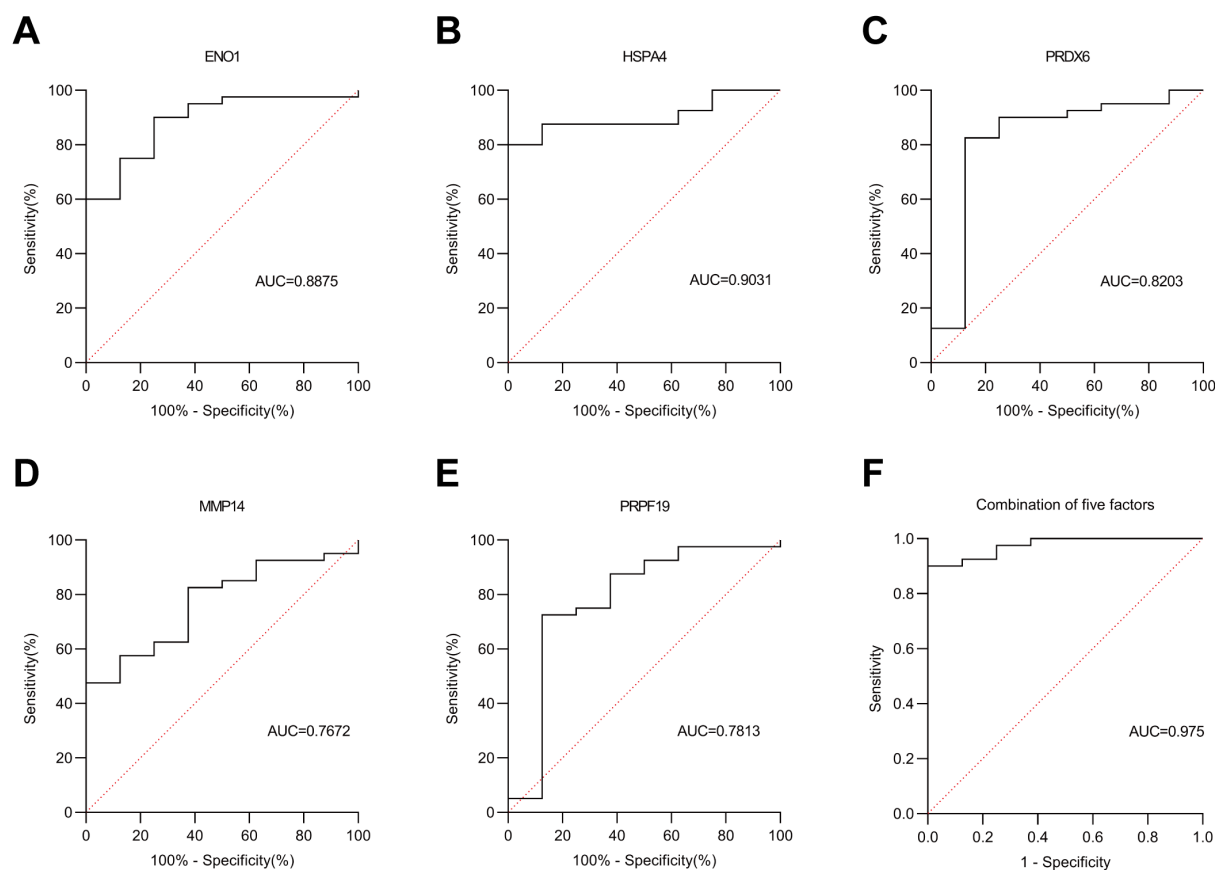 A
ENO1
100
80
60
40
20
0
Sensitivity(%)
AUC=0.8875
0 20 40 60 80 100
100% - Specificity(%)
B
HSPA4
100
80
60
40
20
0
Sensitivity(%)
AUC=0.9031
0 20 40 60 80 100
100% - Specificity(%)
C
PRDX6
100
80
60
40
20
0
Sensitivity(%)
AUC=0.8203
0 20 40 60 80 100
100% - Specificity(%)
D
MMP14
100
80
60
40
20
0
Sensitivity(%)
AUC=0.7672
0 20 40 60 80 100
100% - Specificity(%)
E
PRPF19
100
80
60
40
20
0
Sensitivity(%)
AUC=0.7813
0 20 40 60 80 100
100% - Specificity(%)
F
Combination of five factors
1.0
0.8
0.6
0.4
0.2
0.0
Sensitivity
AUC=0.975
0.0 0.2 0.4 0.6 0.8 1.0
1 - Specificity